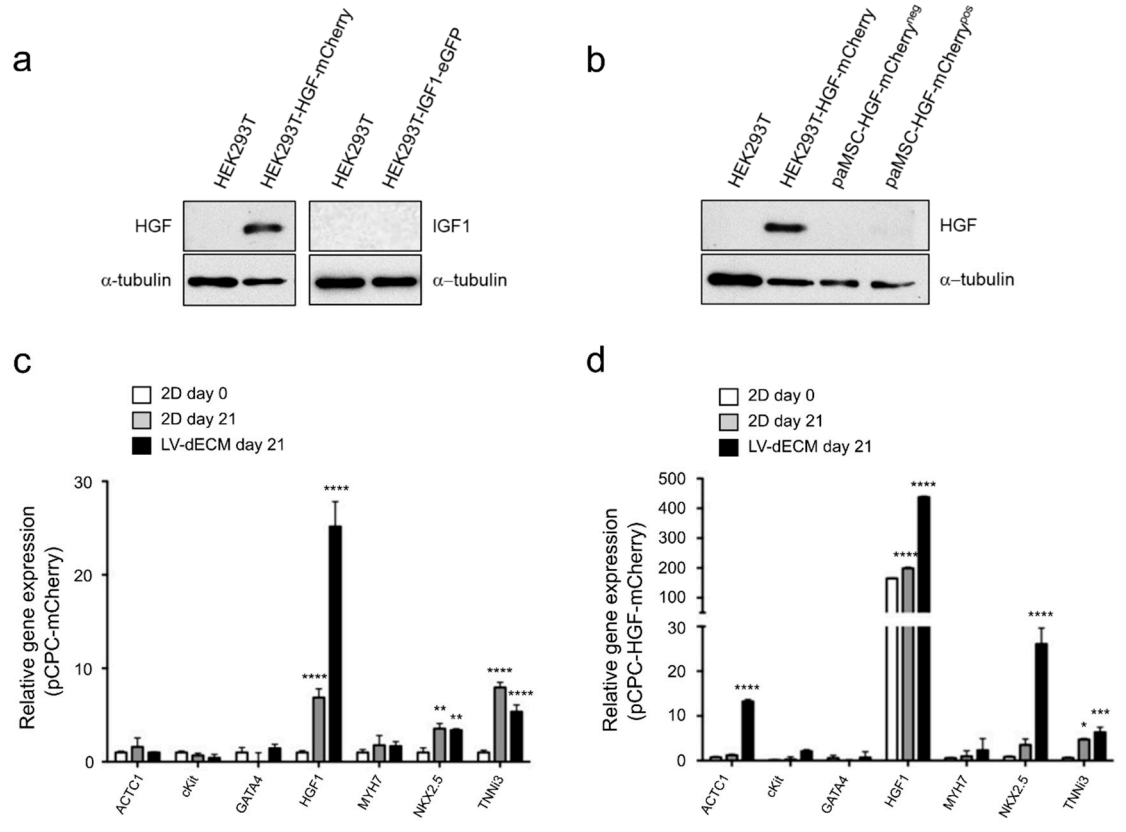 a
HEK293T
HEK293T-HGF-mCherry
HEK293T
HEK293T-IGF1-eGFP
HGF
IGF1
α-tubulin
α−tubulin
b
HEK293T
HEK293T-HGF-mCherry
paMSC-HGF-mCherryneg
paMSC-HGF-mCherrypos
HGF
α−tubulin
c
2D day 0
2D day 21
LV-dECM day 21
Relative gene expression
(pCPC-mCherry)
30
20
10
0
****
****
**
**
****
****
ACTC1
cKit
GATA4
HGF1
MYH7
NKX2.5
TNNi3
d
2D day 0
2D day 21
LV-dECM day 21
Relative gene expression
(pCPC-HGF-mCherry)
500
400
300
200
100
30
20
10
0
****
****
****
****
*
***
ACTC1
cKit
GATA4
HGF1
MYH7
NKX2.5
TNNi3